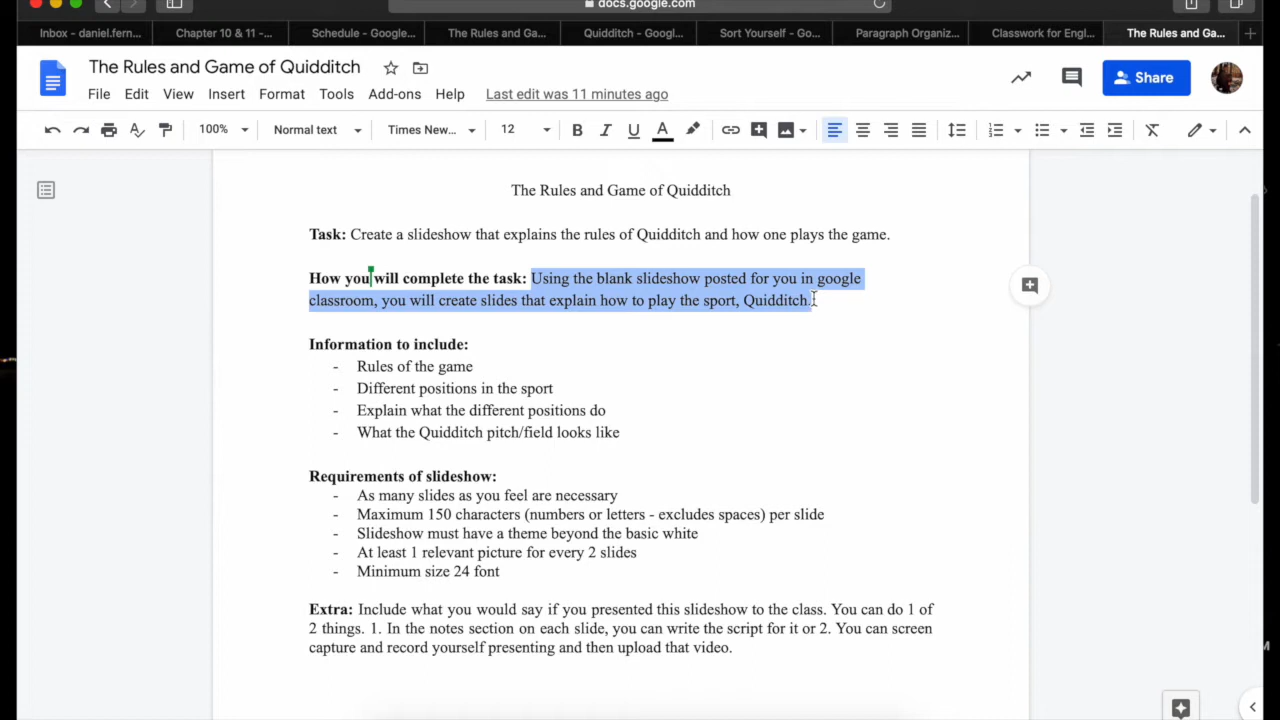 docs.google.com
Inbox - daniel.fern...
Chapter 10 & 11 -...
Schedule - Google...
The Rules and Ga...
Quidditch - Googl...
Sort Yourself - Go...
Paragraph Organiz...
Classwork for Engl...
The Rules and Ga...
The Rules and Game of Quidditch
Share
File Edit View Insert Format Tools Add-ons Help Last edit was 11 minutes ago
100% Normal text Times New... 12 B I U A
The Rules and Game of Quidditch
Task: Create a slideshow that explains the rules of Quidditch and how one plays the game.
How you will complete the task: Using the blank slideshow posted for you in google
classroom, you will create slides that explain how to play the sport, Quidditch.
Information to include:
- Rules of the game
- Different positions in the sport
- Explain what the different positions do
- What the Quidditch pitch/field looks like
Requirements of slideshow:
- As many slides as you feel are necessary
- Maximum 150 characters (numbers or letters - excludes spaces) per slide
- Slideshow must have a theme beyond the basic white
- At least 1 relevant picture for every 2 slides
- Minimum size 24 font
Extra: Include what you would say if you presented this slideshow to the class. You can do 1 of
2 things. 1. In the notes section on each slide, you can write the script for it or 2. You can screen
capture and record yourself presenting and then upload that video.